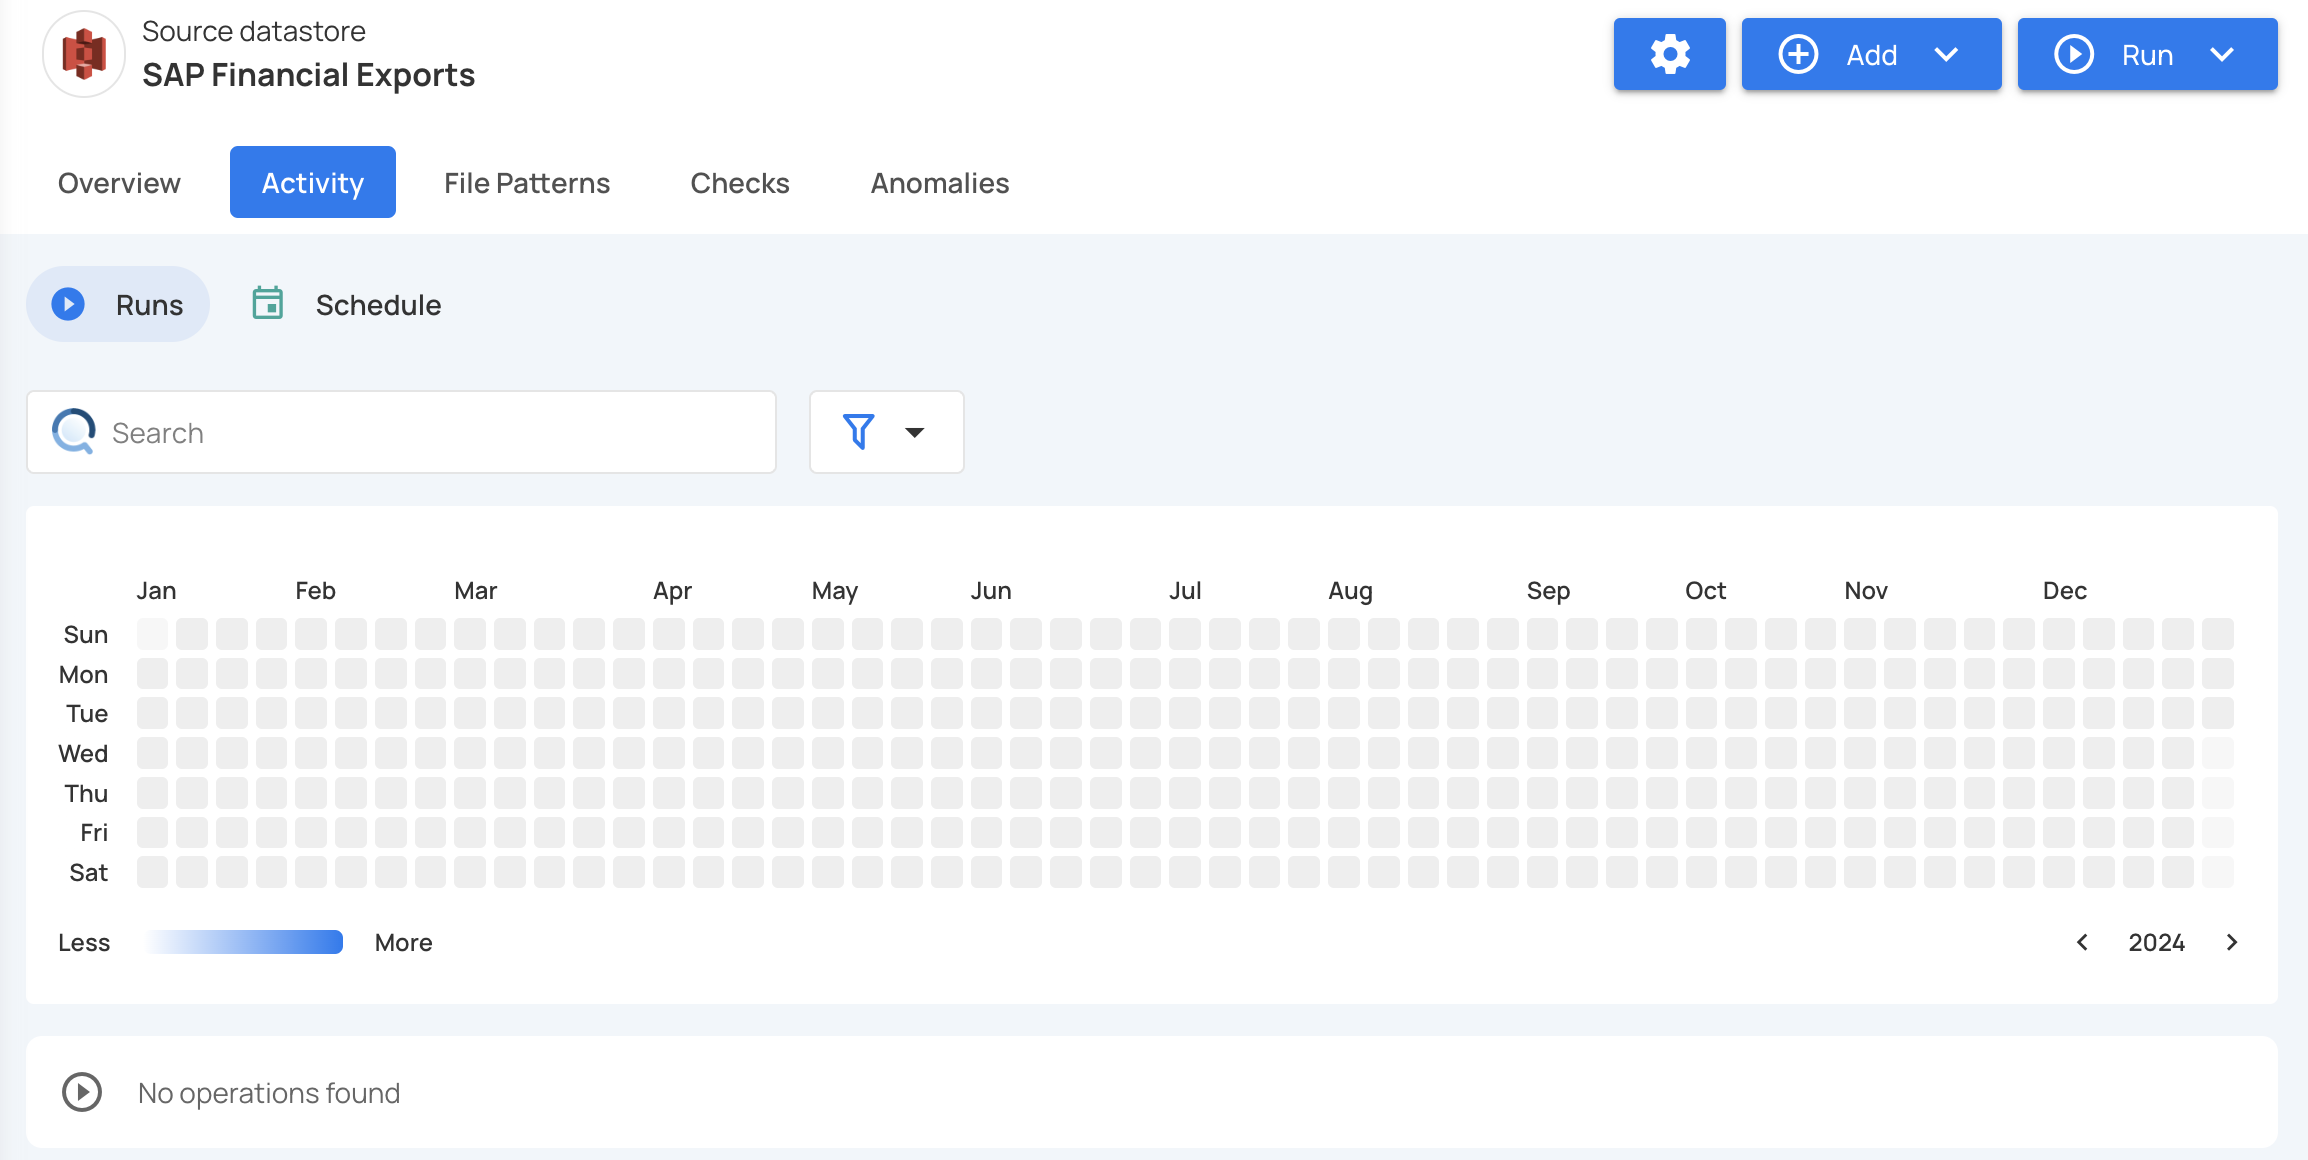 Source datastore
SAP Financial Exports
Add
Run
Overview
Activity
File Patterns
Checks
Anomalies
Runs
Schedule
Search
Jan Feb Mar Apr May Jun Jul Aug Sep Oct Nov Dec
Sun
Mon
Tue
Wed
Thu
Fri
Sat
Less
More
2024
No operations found